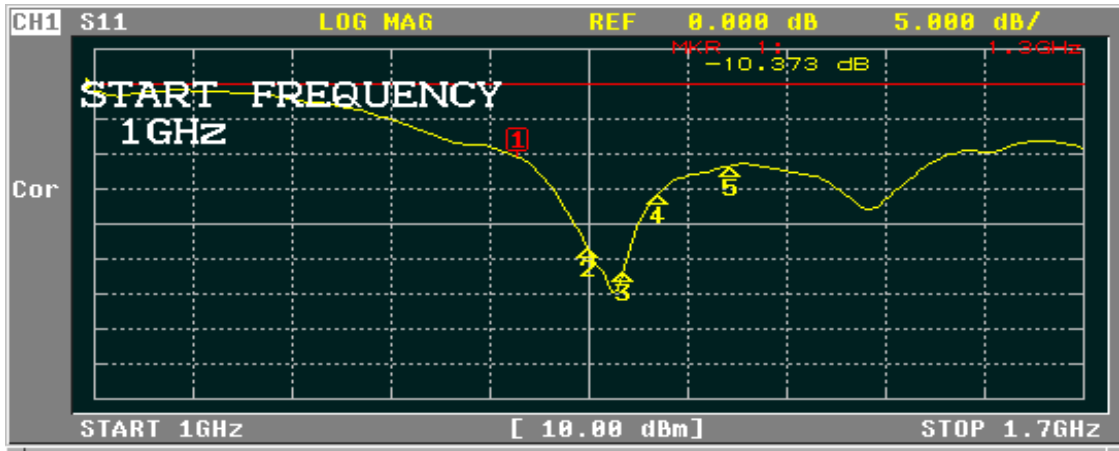 CH1 S11 LOG MAG REF 0.000 dB 5.000 dB/
MKR 1: 1.3GHz
-10.373 dB
START FREQUENCY
1GHz
1
5
Cor
4
2
3
START 1GHz [ 10.00 dBm] STOP 1.7GHz